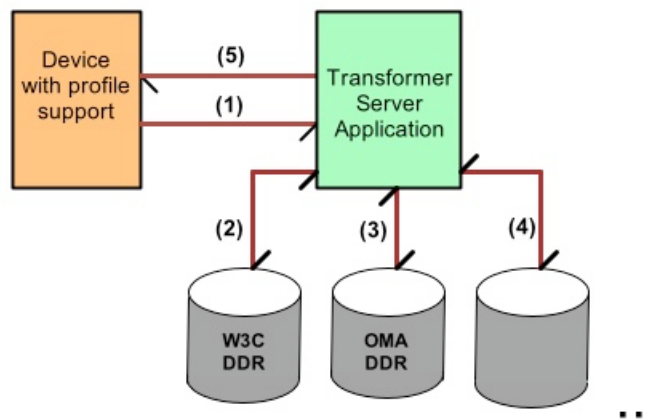 Device
with profile
support
(5)
(1)
Transformer
Server
Application
(2)
(3)
(4)
W3C
DDR
OMA
DDR
..